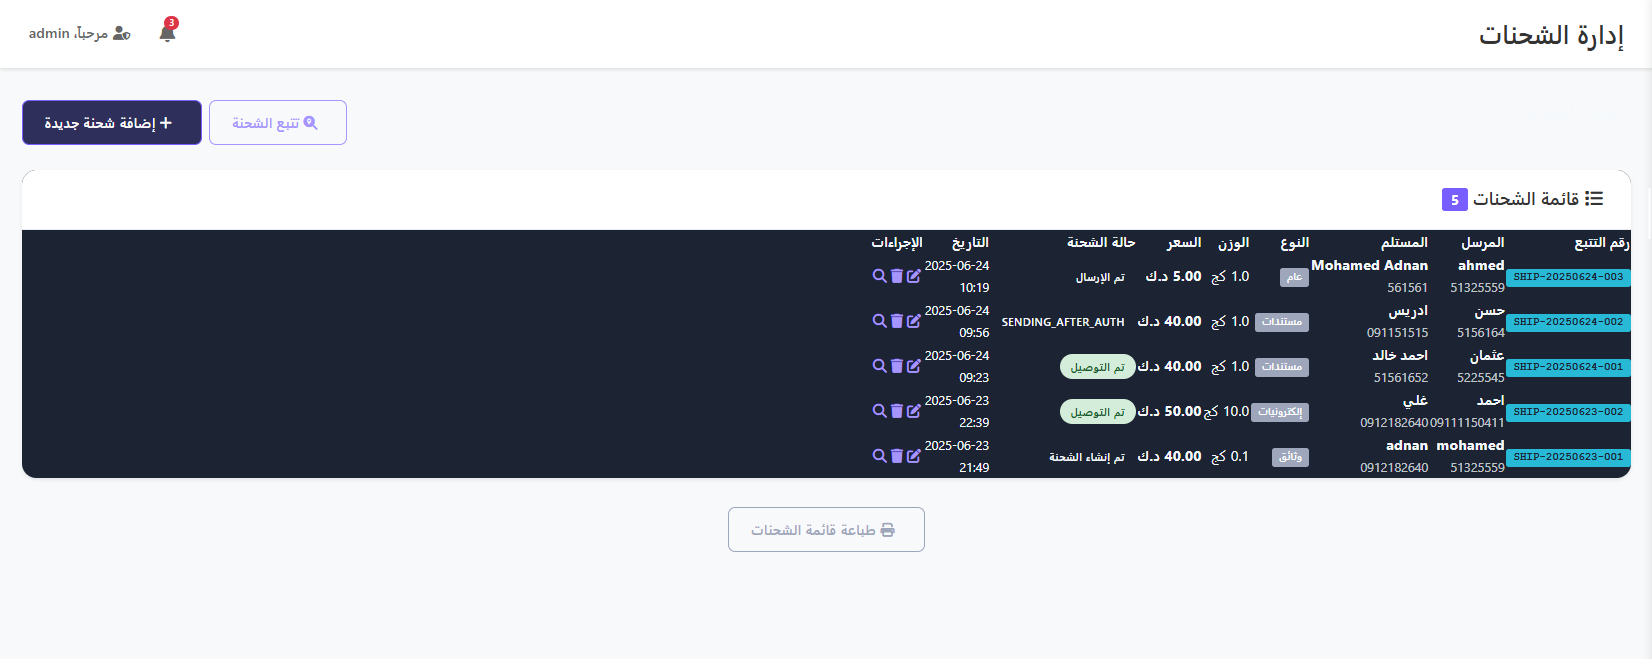 إدارة الشحنات
3
مرحباً، admin
تتبع الشحنة
إضافة شحنة جديدة
قائمة الشحنات 5
رقم التتبع المرسل المستلم النوع الوزن السعر حالة الشحنة التاريخ الإجراءات
SHIP-20250624-003 ahmed 51325559 Mohamed Adnan 561561 عام 1.0 كج 5.00 د.ك تم الإرسال 2025-06-24 10:19
SHIP-20250624-002 حسن 5156164 ادريس 091151515 مستندات 1.0 كج 40.00 د.ك SENDING_AFTER_AUTH 2025-06-24 09:56
SHIP-20250624-001 عثمان 5225545 احمد خالد 51561652 مستندات 1.0 كج 40.00 د.ك تم التوصيل 2025-06-24 09:23
SHIP-20250623-002 احمد 09111150411 غلي 0912182640 إلكترونيات 10.0 كج 50.00 د.ك تم التوصيل 2025-06-23 22:39
SHIP-20250623-001 mohamed 51325559 adnan 0912182640 وثائق 0.1 كج 40.00 د.ك تم إنشاء الشحنة 2025-06-23 21:49
طباعة قائمة الشحنات